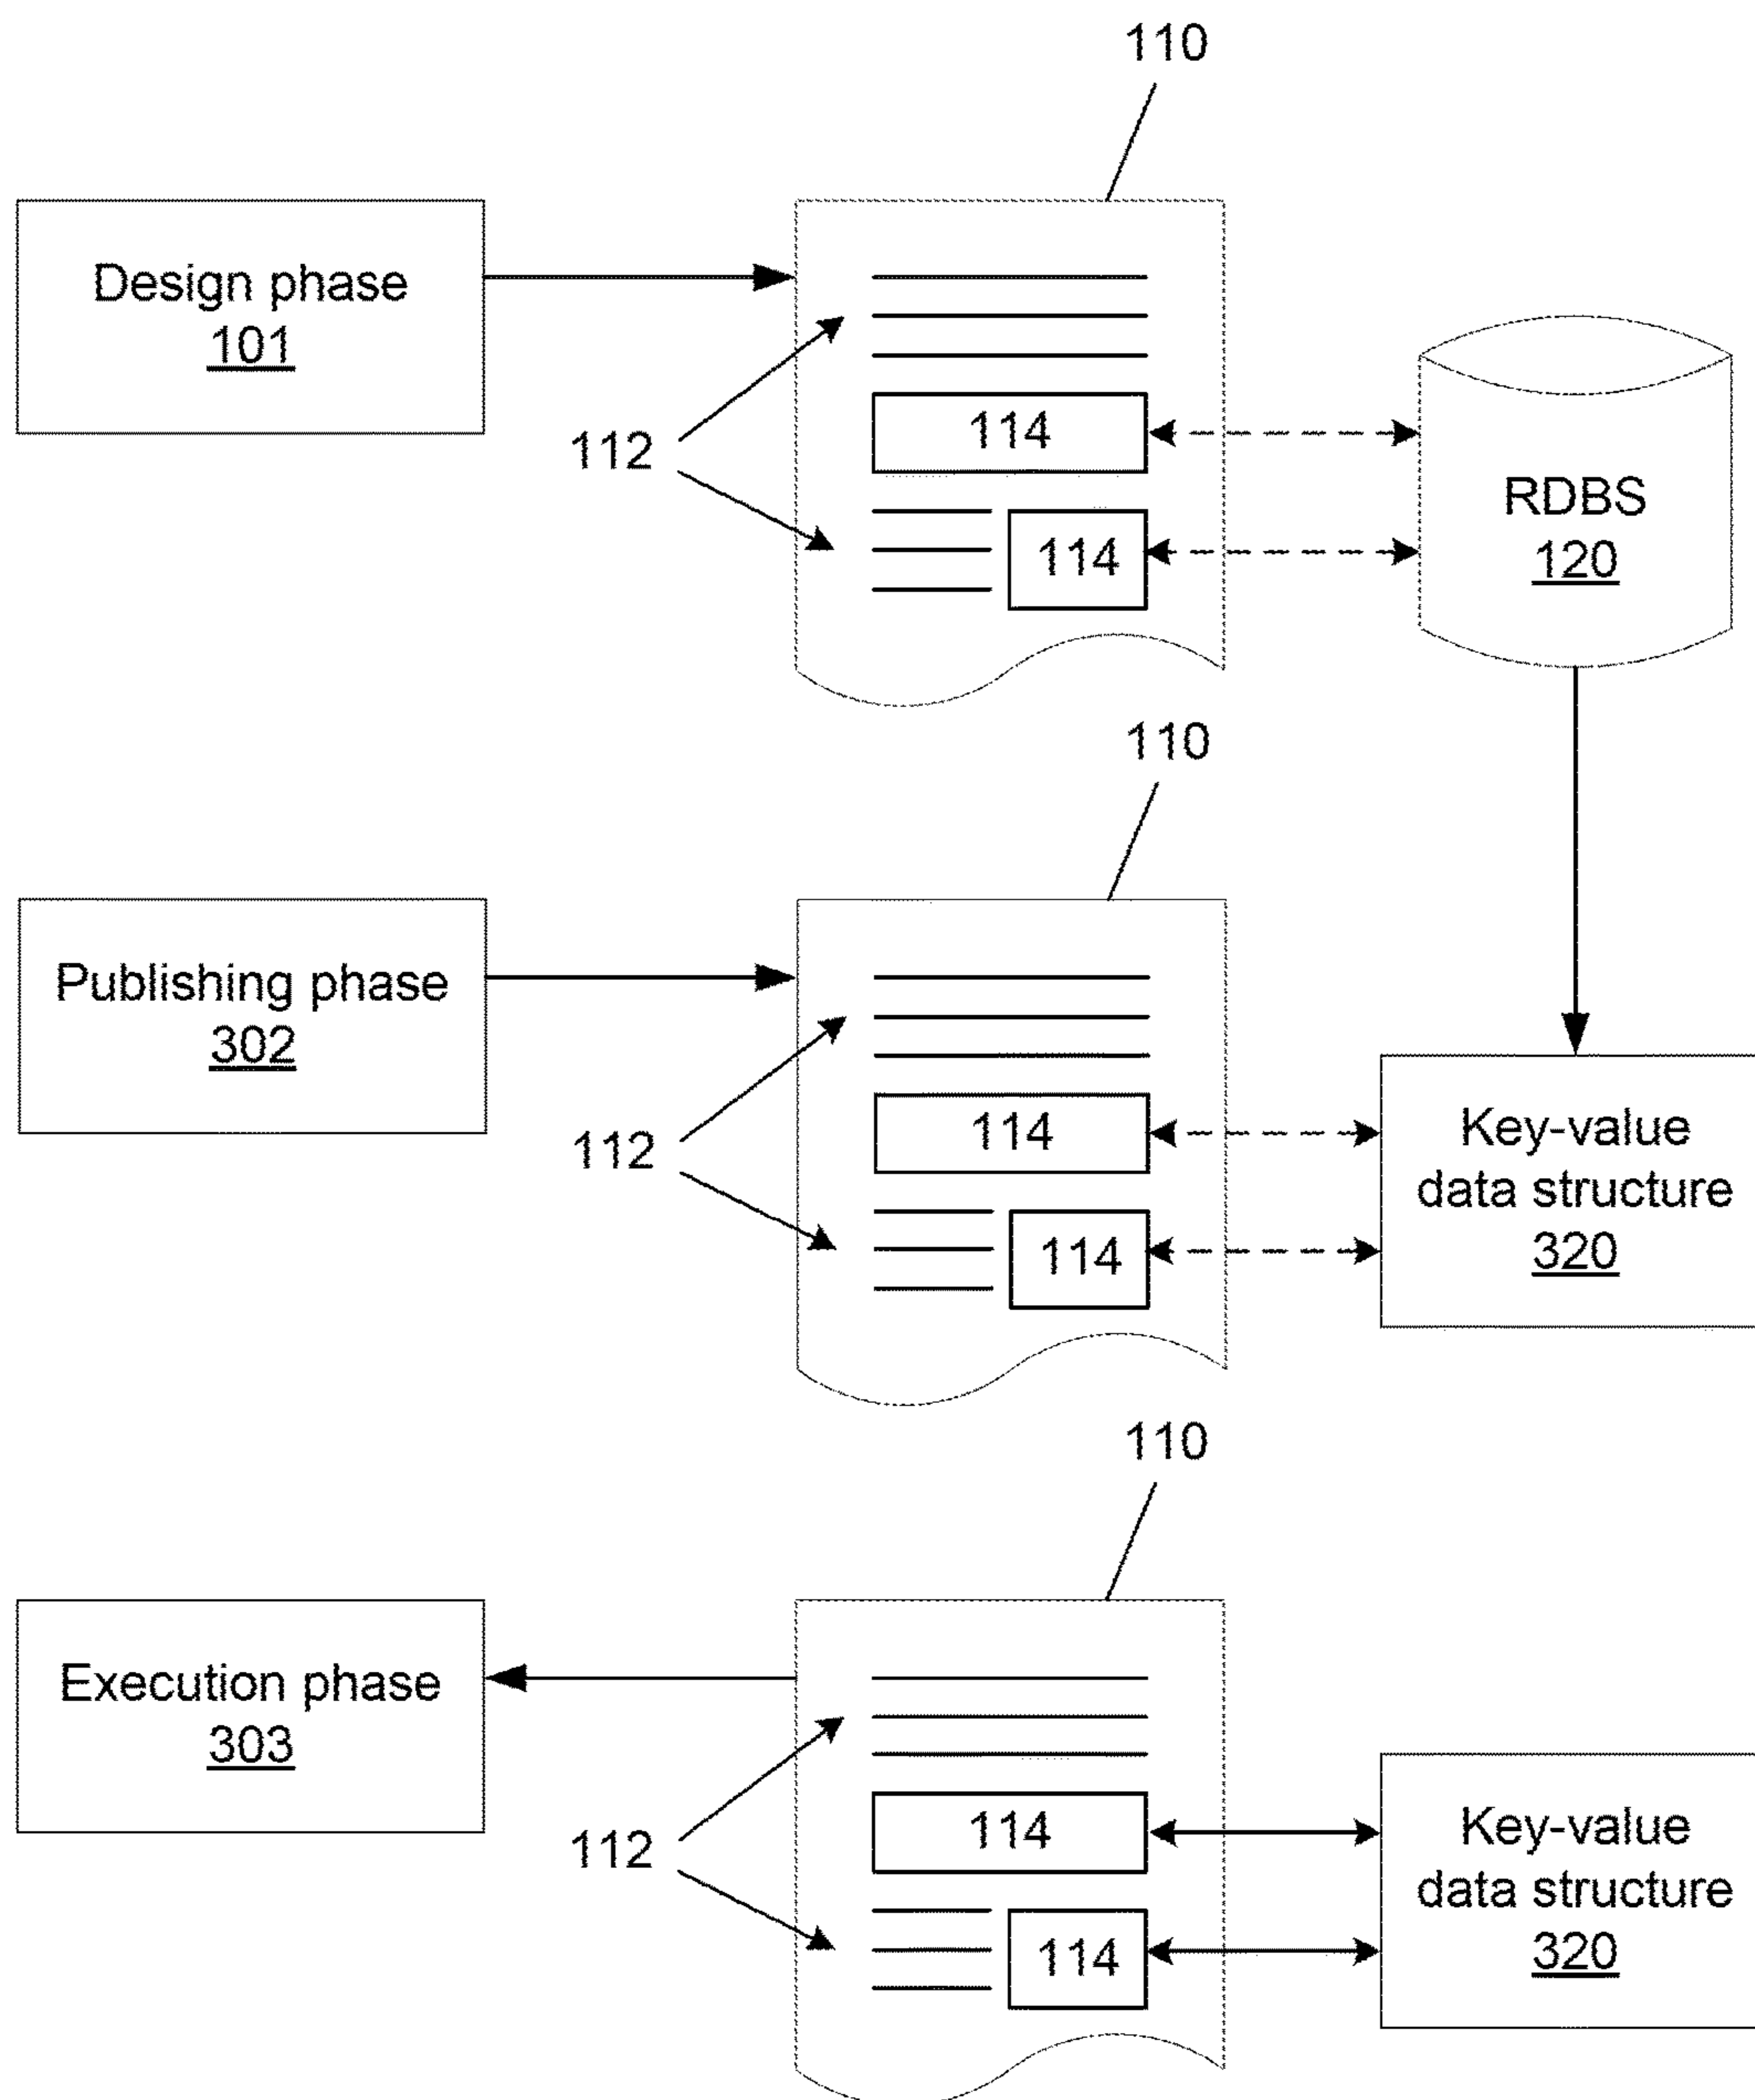 110
Design phase
101
112
114
114
RDBS
120
110
Publishing phase
302
112
114
114
Key-value
data structure
320
110
Execution phase
303
112
114
114
Key-value
data structure
320